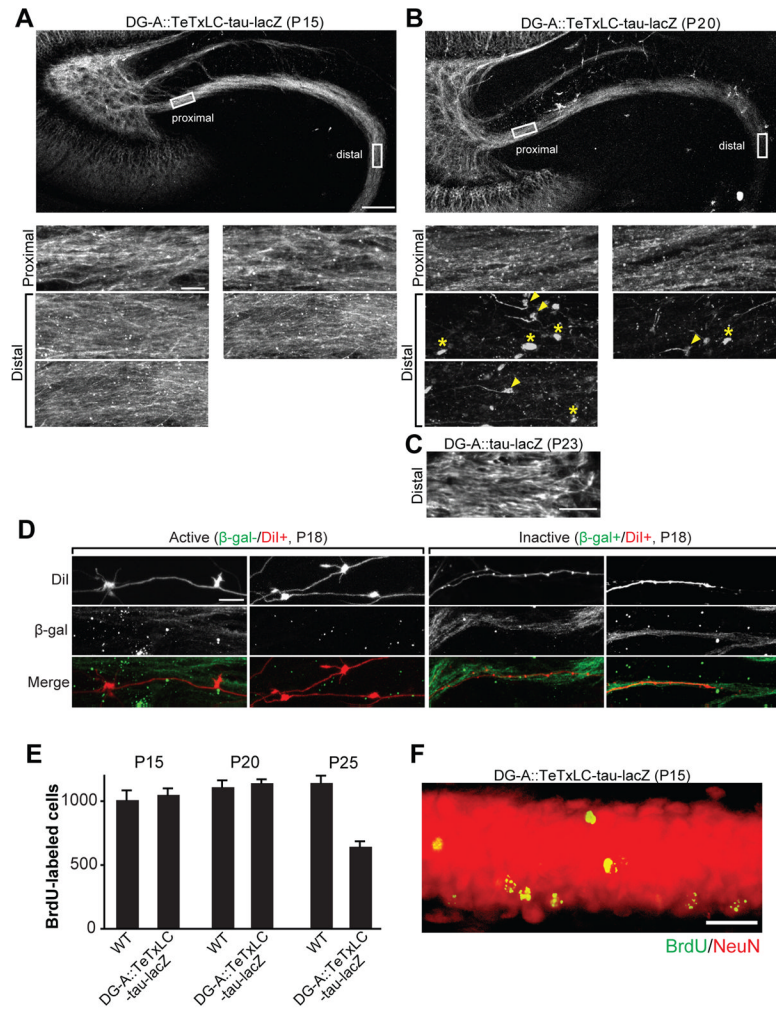 A
DG-A::TeTxLC-tau-lacZ (P15)
proximal
distal
Proximal
Distal
B
DG-A::TeTxLC-tau-lacZ (P20)
proximal
distal
Proximal
* * * *
Distal
*
C
DG-A::tau-lacZ (P23)
Distal
D
Active (β-gal-/DiI+, P18)
Inactive (β-gal+/DiI+, P18)
DiI
β-gal
Merge
E
P15 P20 P25
BrdU-labeled cells
1000
500
0
WT
DG-A::TeTxLC
-tau-lacZ
WT
DG-A::TeTxLC
-tau-lacZ
WT
DG-A::TeTxLC
-tau-lacZ
F
DG-A::TeTxLC-tau-lacZ (P15)
BrdU/NeuN